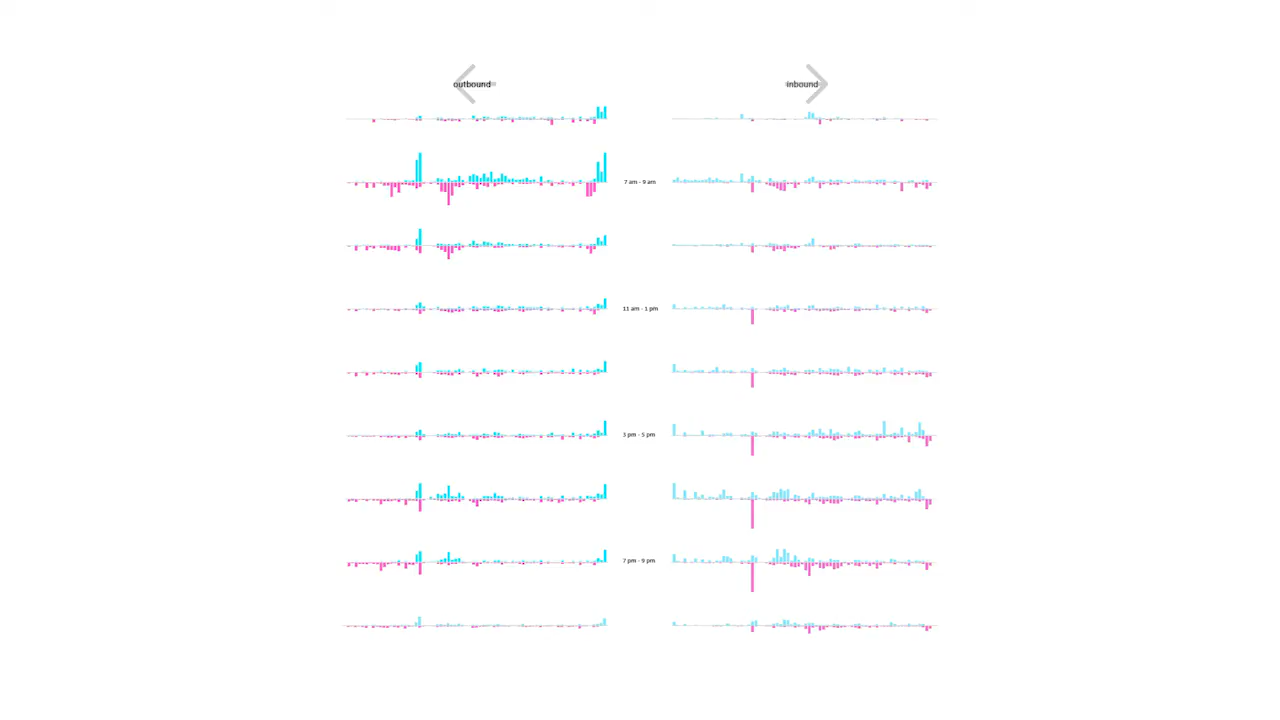 outbound
inbound
7 am - 9 am
11 am - 1 pm
3 pm - 5 pm
7 pm - 9 pm